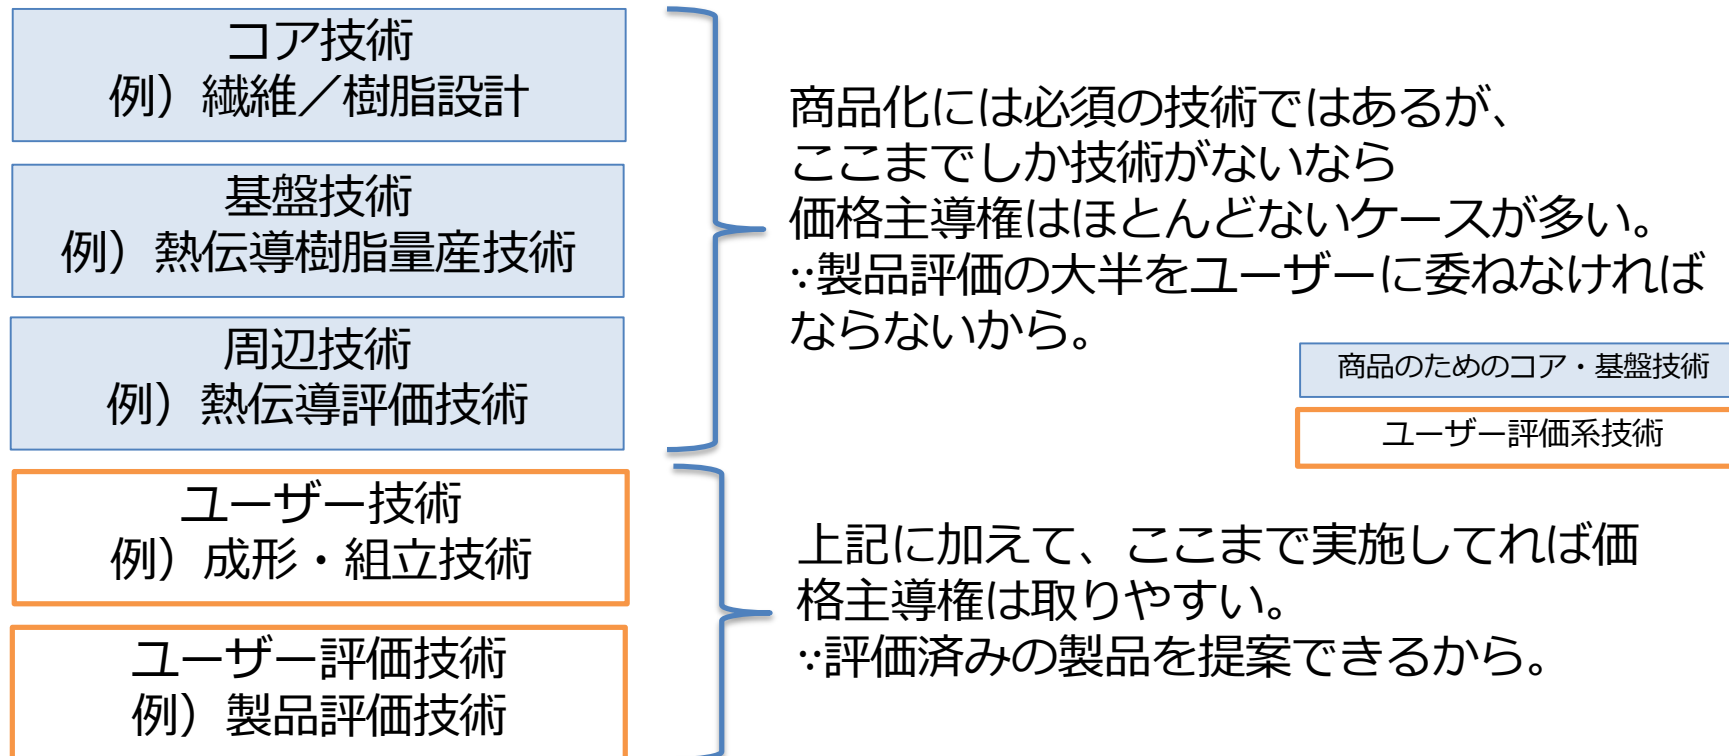 コア技術
例）繊維／樹脂設計
基盤技術
例）熱伝導樹脂量産技術
周辺技術
例）熱伝導評価技術
ユーザー技術
例）成形・組立技術
ユーザー評価技術
例）製品評価技術
商品化には必須の技術ではあるが、
ここまでしか技術がないなら
価格主導権はほとんどないケースが多い。
∵製品評価の大半をユーザーに委ねなければ
ならないから。
商品のためのコア・基盤技術
ユーザー評価系技術
上記に加えて、ここまで実施してれば価
格主導権は取りやすい。
∵評価済みの製品を提案できるから。